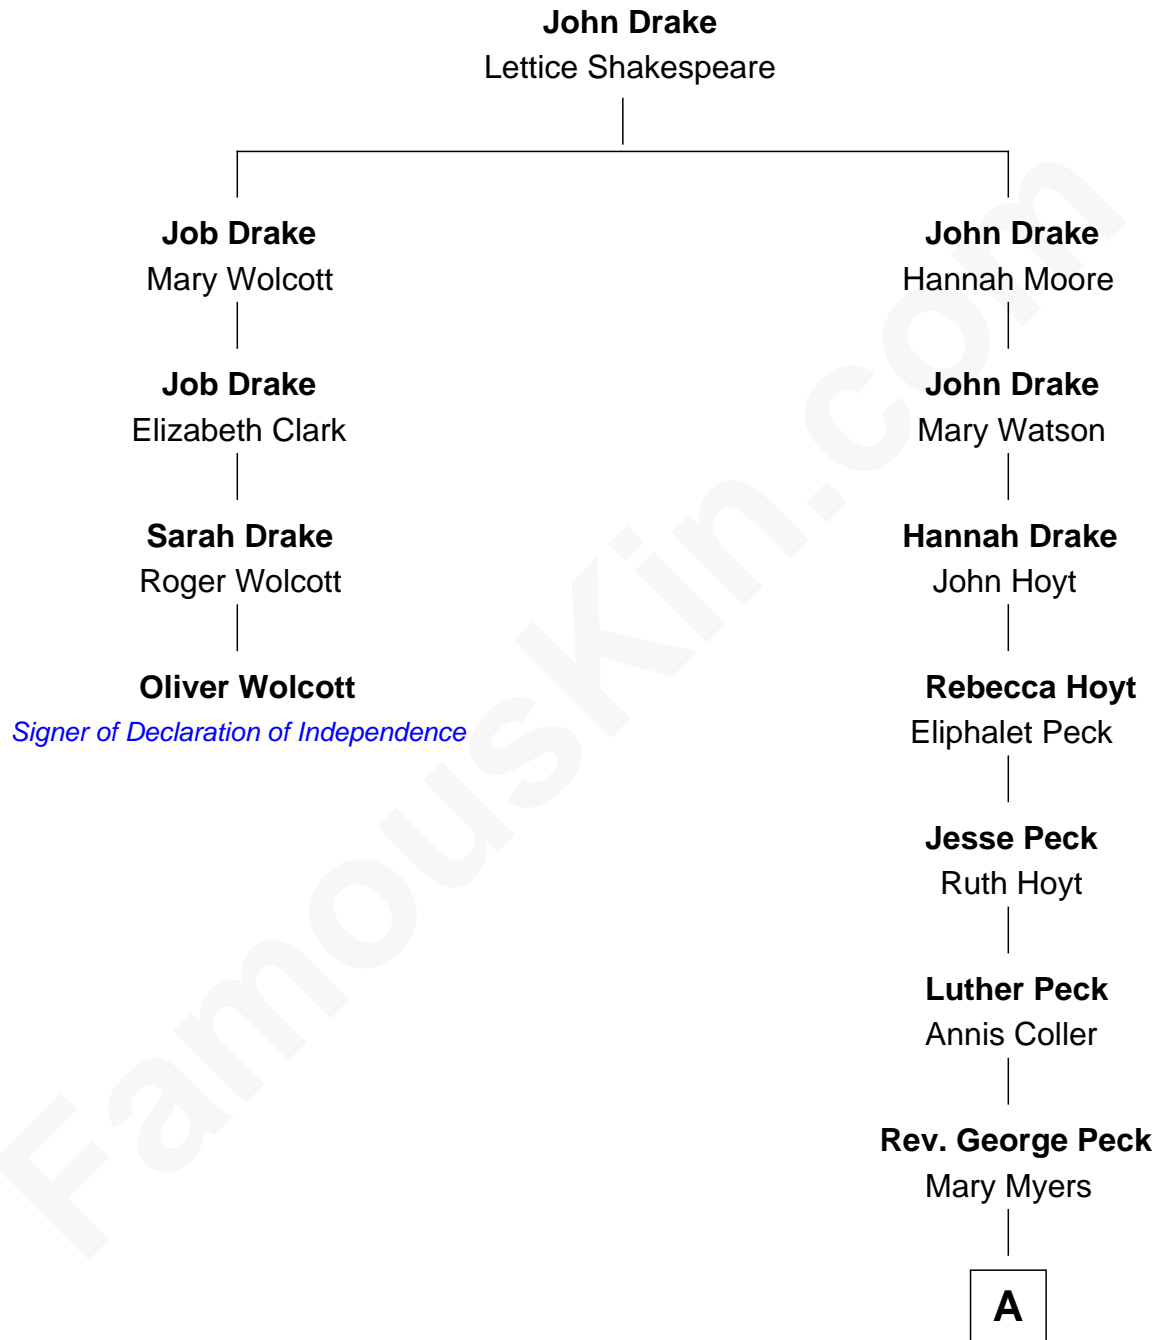 John Drake
Lettice Shakespeare
Job Drake
Mary Wolcott
Job Drake
Elizabeth Clark
Sarah Drake
Roger Wolcott
Oliver Wolcott
Signer of Declaration of Independence
John Drake
Hannah Moore
John Drake
Mary Watson
Hannah Drake
John Hoyt
Rebecca Hoyt
Eliphalet Peck
Jesse Peck
Ruth Hoyt
Luther Peck
Annis Coller
Rev. George Peck
Mary Myers
A
FamousKin.com